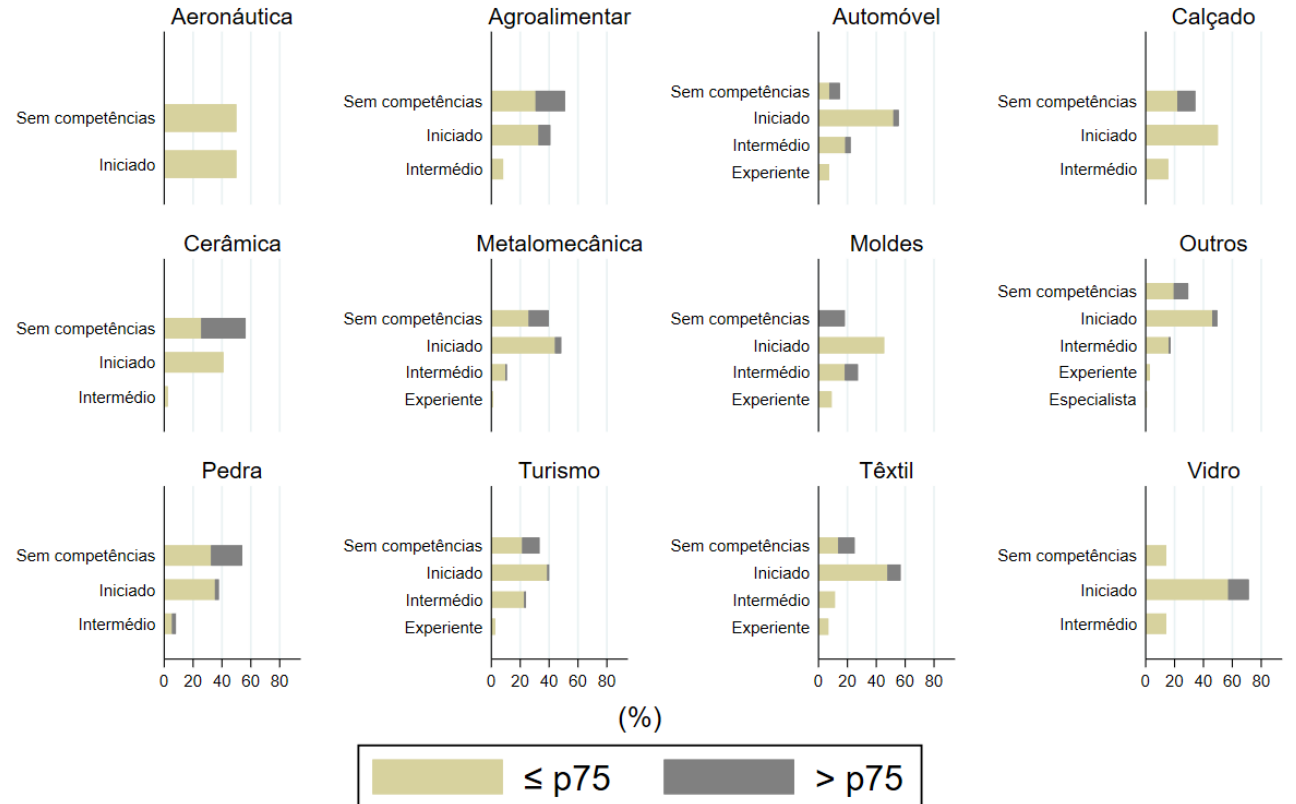 Aeronáutica
Sem competências
Iniciado
Agroalimentar
Sem competências
Iniciado
Intermédio
Automóvel
Sem competências
Iniciado
Intermédio
Experiente
Calçado
Sem competências
Iniciado
Intermédio
Cerâmica
Sem competências
Iniciado
Intermédio
Metalomecânica
Sem competências
Iniciado
Intermédio
Experiente
Moldes
Sem competências
Iniciado
Intermédio
Experiente
Outros
Sem competências
Iniciado
Intermédio
Experiente
Especialista
Pedra
Sem competências
Iniciado
Intermédio
0 20 40 60 80
Turismo
Sem competências
Iniciado
Intermédio
Experiente
0 20 40 60 80
Têxtil
Sem competências
Iniciado
Intermédio
Experiente
0 20 40 60 80
Vidro
Sem competências
Iniciado
Intermédio
0 20 40 60 80
(%)
≤ p75 > p75